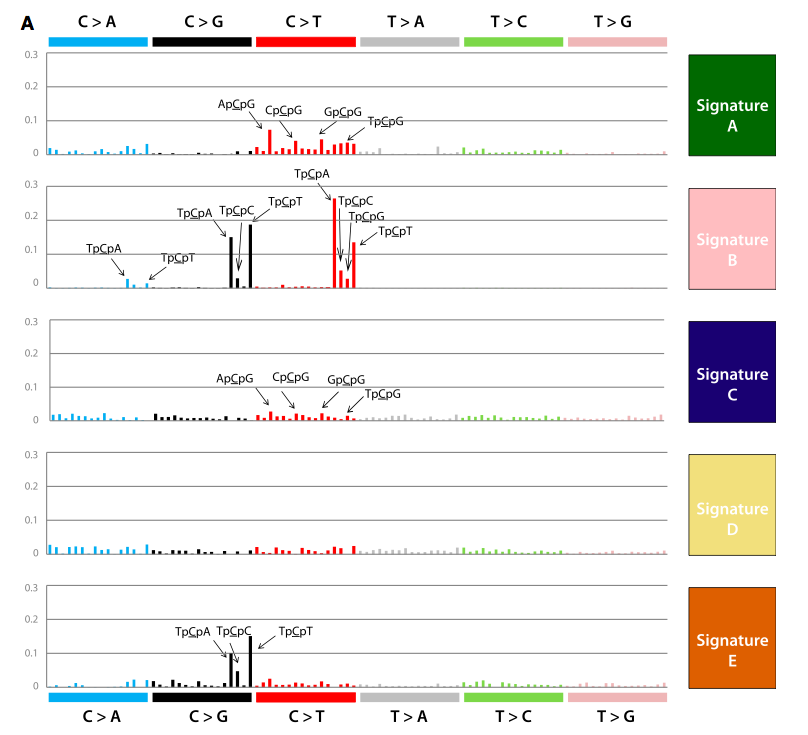 A
C > A C > G C > T T > A T > C T > G
0.3
0.2
0.1
0
ApCpG CpCpG GpCpG TpCpG
Signature
A
0.3
0.2
0.1
0
TpCpA TpCpT TpCpA TpCpC TpCpT TpCpA TpCpC TpCpG TpCpT
Signature
B
0.3
0.2
0.1
0
ApCpG CpCpG GpCpG TpCpG
Signature
C
0.3
0.2
0.1
0
Signature
D
0.3
0.2
0.1
0
TpCpA TpCpC TpCpT
Signature
E
C > A C > G C > T T > A T > C T > G